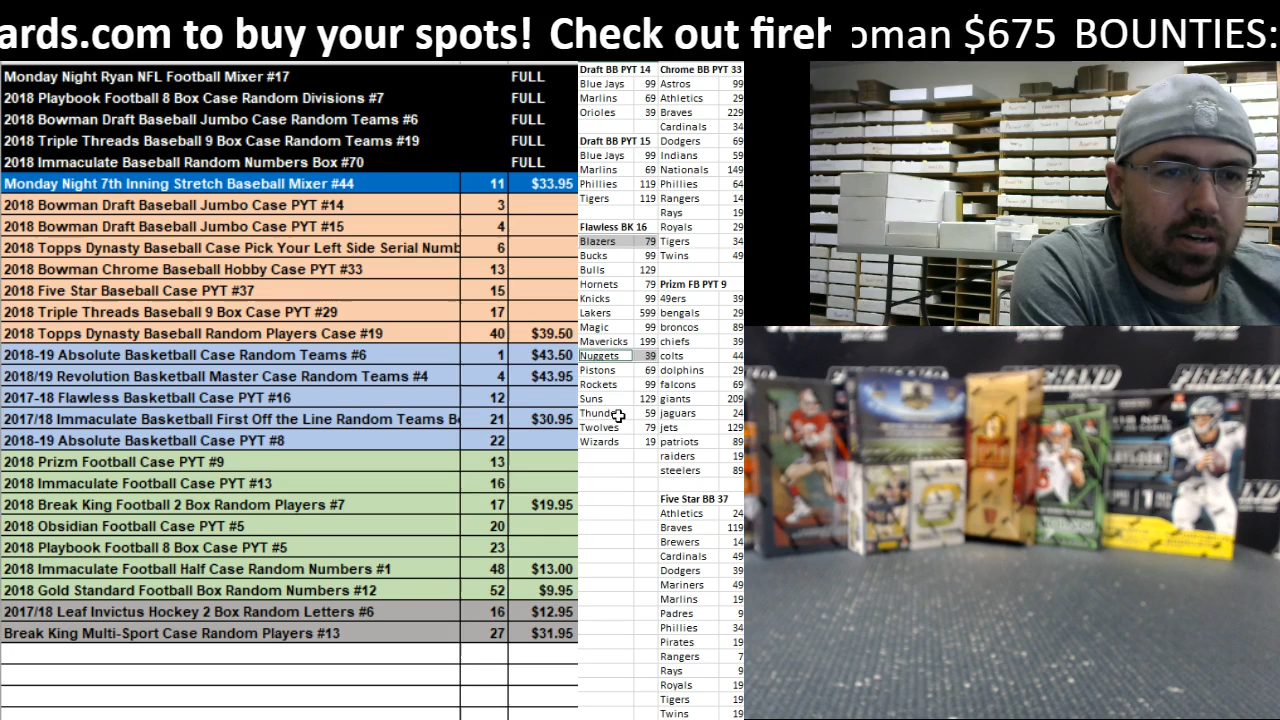 ards.com to buy your spots! Check out fireh
oman $675 BOUNTIES:
Monday Night Ryan NFL Football Mixer #17 FULL
2018 Playbook Football 8 Box Case Random Divisions #7 FULL
2018 Bowman Draft Baseball Jumbo Case Random Teams #6 FULL
2018 Triple Threads Baseball 9 Box Case Random Teams #19 FULL
2018 Immaculate Baseball Random Numbers Box #70 FULL
Monday Night 7th Inning Stretch Baseball Mixer #44 11 $33.95
2018 Bowman Draft Baseball Jumbo Case PYT #14 3
2018 Bowman Draft Baseball Jumbo Case PYT #15 4
2018 Topps Dynasty Baseball Case Pick Your Left Side Serial Numb 6
2018 Bowman Chrome Baseball Hobby Case PYT #33 13
2018 Five Star Baseball Case PYT #37 15
2018 Triple Threads Baseball 9 Box Case PYT #29 17
2018 Topps Dynasty Baseball Random Players Case #19 40 $39.50
2018-19 Absolute Basketball Case Random Teams #6 1 $43.50
2018/19 Revolution Basketball Master Case Random Teams #4 4 $43.95
2017-18 Flawless Basketball Case PYT #16 12
2017/18 Immaculate Basketball First Off the Line Random Teams Bo 21 $30.95
2018-19 Absolute Basketball Case PYT #8 22
2018 Prizm Football Case PYT #9 13
2018 Immaculate Football Case PYT #13 16
2018 Break King Football 2 Box Random Players #7 17 $19.95
2018 Obsidian Football Case PYT #5 20
2018 Playbook Football 8 Box Case PYT #5 23
2018 Immaculate Football Half Case Random Numbers #1 48 $13.00
2018 Gold Standard Football Box Random Numbers #12 52 $9.95
2017/18 Leaf Invictus Hockey 2 Box Random Letters #6 16 $12.95
Break King Multi-Sport Case Random Players #13 27 $31.95
Draft BB PYT 14
Blue Jays 99
Marlins 69
Orioles 39
Draft BB PYT 15
Blue Jays 99
Marlins 69
Phillies 119
Tigers 119
Flawless BK 16
Blazers 79
Bucks 99
Bulls 129
Hornets 79
Knicks 99
Lakers 599
Magic 99
Mavericks 199
Nuggets 39
Pistons 69
Rockets 99
Suns 129
Thunder 59
Twolves 79
Wizards 19
Chrome BB PYT 33
Astros 99
Athletics 29
Braves 229
Cardinals 34
Dodgers 69
Indians 59
Nationals 149
Phillies 64
Rangers 14
Rays 19
Royals 29
Tigers 34
Twins 49
Prizm FB PYT 9
49ers 39
bengals 29
broncos 89
chiefs 39
colts 44
dolphins 29
falcons 69
giants 209
jaguars 24
jets 129
patriots 89
raiders 19
steelers 89
Five Star BB 37
Athletics 24
Braves 119
Brewers 14
Cardinals 49
Dodgers 39
Mariners 49
Marlins 19
Padres 9
Phillies 34
Pirates 19
Rangers 7
Rays 9
Royals 19
Tigers 19
Twins 19
FIREHAND
PLAYBOOK